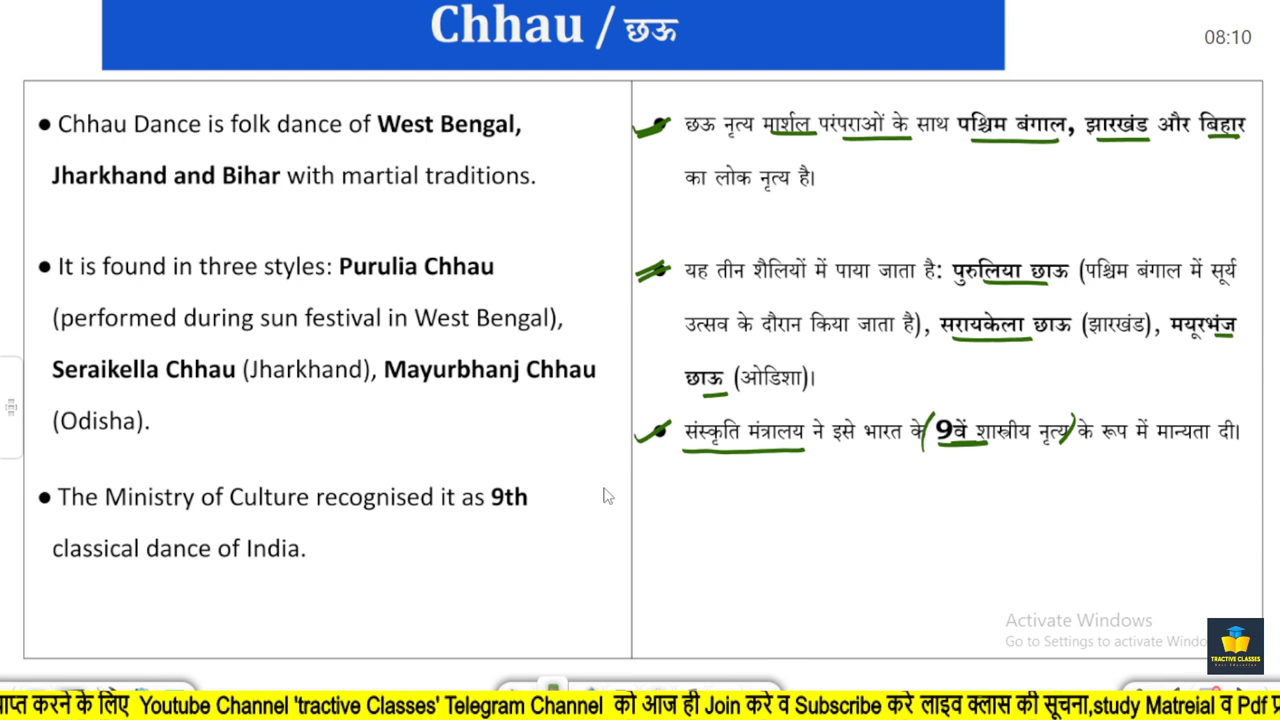 Chhau / छऊ
08:10
● Chhau Dance is folk dance of West Bengal,
Jharkhand and Bihar with martial traditions.
● It is found in three styles: Purulia Chhau
(performed during sun festival in West Bengal),
Seraikella Chhau (Jharkhand), Mayurbhanj Chhau
(Odisha).
● The Ministry of Culture recognised it as 9th
classical dance of India.
● छऊ नृत्य मार्शल परंपराओं के साथ पश्चिम बंगाल, झारखंड और बिहार
का लोक नृत्य है।
● यह तीन शैलियों में पाया जाता है: पुरुलिया छाऊ (पश्चिम बंगाल में सूर्य
उत्सव के दौरान किया जाता है), सरायकेला छाऊ (झारखंड), मयूरभंज
छाऊ (ओडिशा)।
● संस्कृति मंत्रालय ने इसे भारत के 9वें शास्त्रीय नृत्य के रूप में मान्यता दी।
Activate Windows
Go to Settings to activate Windo
TRACTIVE CLASSES
करने के लिए Youtube Channel 'tractive Classes' Telegram Channel को आज ही Join करे व Subscribe करे लाइव क्लास की सूचना,study Matreial व Pdf